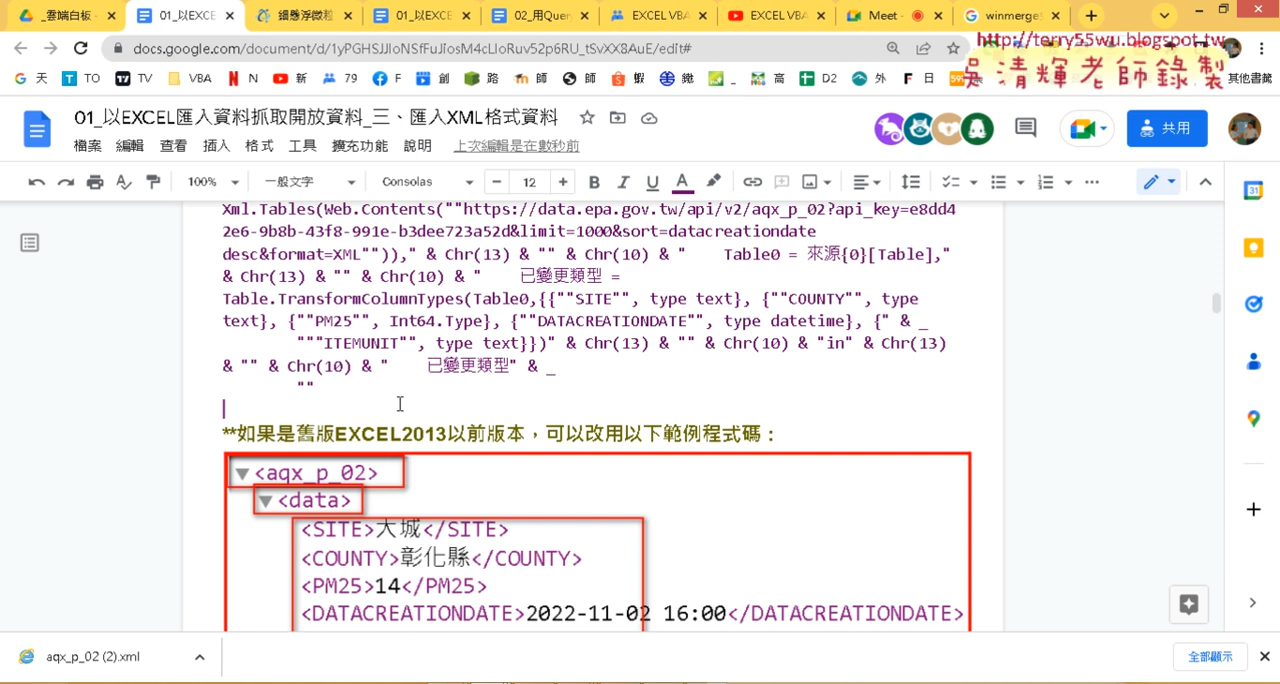 _雲端白板 -
01_以EXCE
鐳懸浮微粒
01_以EXCE
02_用Quer
EXCEL VBA
EXCEL VBA
Meet -
winmerge
docs.google.com/document/d/1yPGHSJJIoNSfFuJiosM4cLIoRuv52p6RU_tSvXX8AuE/edit#
http://terry55wu.blogspot.tw
吳清輝老師錄製
天
TO
TV
VBA
N
新
79
F
創
路
師
師
蝦
_
高
D2
外
日
其他書籤
01_以EXCEL匯入資料抓取開放資料_三、匯入XML格式資料
共用
檔案 編輯 查看 插入 格式 工具 擴充功能 說明 上次編輯是在數秒前
100%
一般文字
Consolas
12
B I U A
Xml.Tables(Web.Contents(""https://data.epa.gov.tw/api/v2/aqx_p_02?api_key=e8dd4
2e6-9b8b-43f8-991e-b3dee723a52d&limit=1000&sort=datacreationdate
desc&format=XML"")),” & Chr(13) & "" & Chr(10) & "    Table0 = 來源{0}[Table],"
& Chr(13) & "" & Chr(10) & "    已變更類型 =
Table.TransformColumnTypes(Table0,{{""SITE"", type text}, {""COUNTY"", type
text}, {""PM25"", Int64.Type}, {""DATACREATIONDATE"", type datetime}, {" & _
"""ITEMUNIT"", type text}})" & Chr(13) & "" & Chr(10) & "in" & Chr(13)
& "" & Chr(10) & "    已變更類型" & _
""
**如果是舊版EXCEL2013以前版本，可以改用以下範例程式碼：
<aqx_p_02>
<data>
<SITE>大城</SITE>
<COUNTY>彰化縣</COUNTY>
<PM25>14</PM25>
<DATACREATIONDATE>2022-11-02 16:00</DATACREATIONDATE>
aqx_p_02 (2).xml
全部顯示